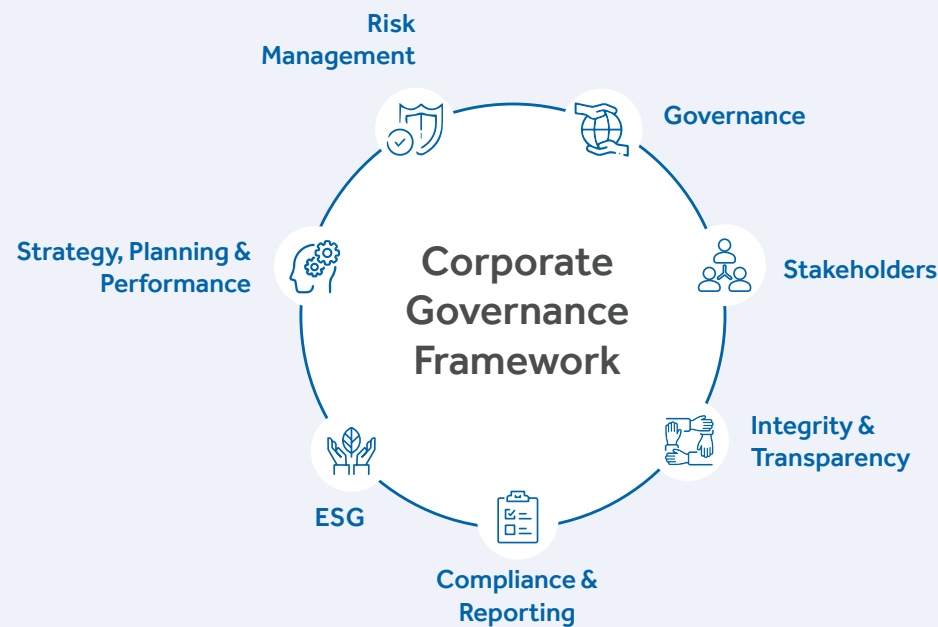 Risk
Management
Governance
Strategy, Planning &
Performance
Corporate
Governance
Framework
Stakeholders
Integrity &
Transparency
ESG
Compliance &
Reporting